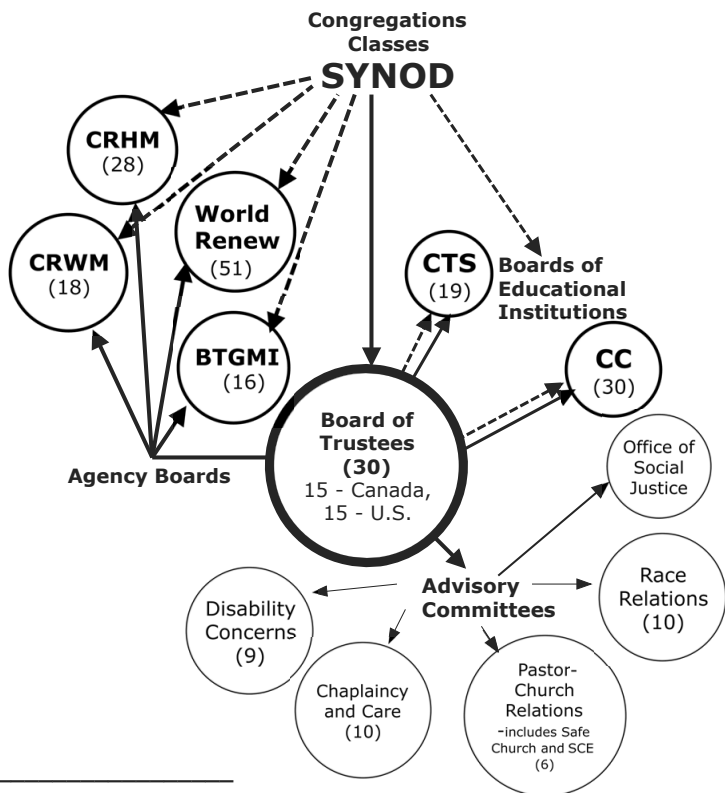 Congregations
Classes
SYNOD
CRHM
(28)
World
Renew
(51)
CRWM
(18)
BTGMI
(16)
Agency Boards
CTS
(19)
Boards of
Educational
Institutions
CC
(30)
Board of
Trustees
(30)
15 - Canada,
15 - U.S.
Office of
Social
Justice
Advisory
Committees
Race
Relations
(10)
Disability
Concerns
(9)
Chaplaincy
and Care
(10)
Pastor-
Church
Relations
-includes Safe
Church and SCE
(6)